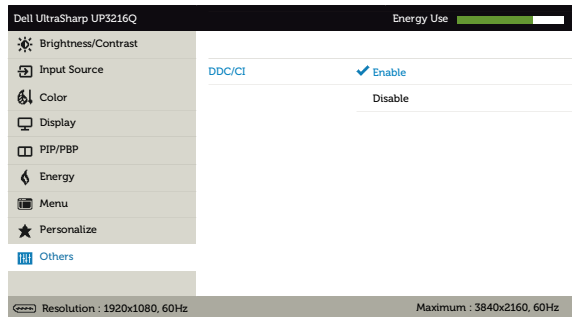 Dell UltraSharp UP3216Q Energy Use
Brightness/Contrast
Input Source DDC/CI Enable
Color Disable
Display
PIP/PBP
Energy
Menu
Personalize
Others
Resolution : 1920x1080, 60Hz Maximum : 3840x2160, 60Hz